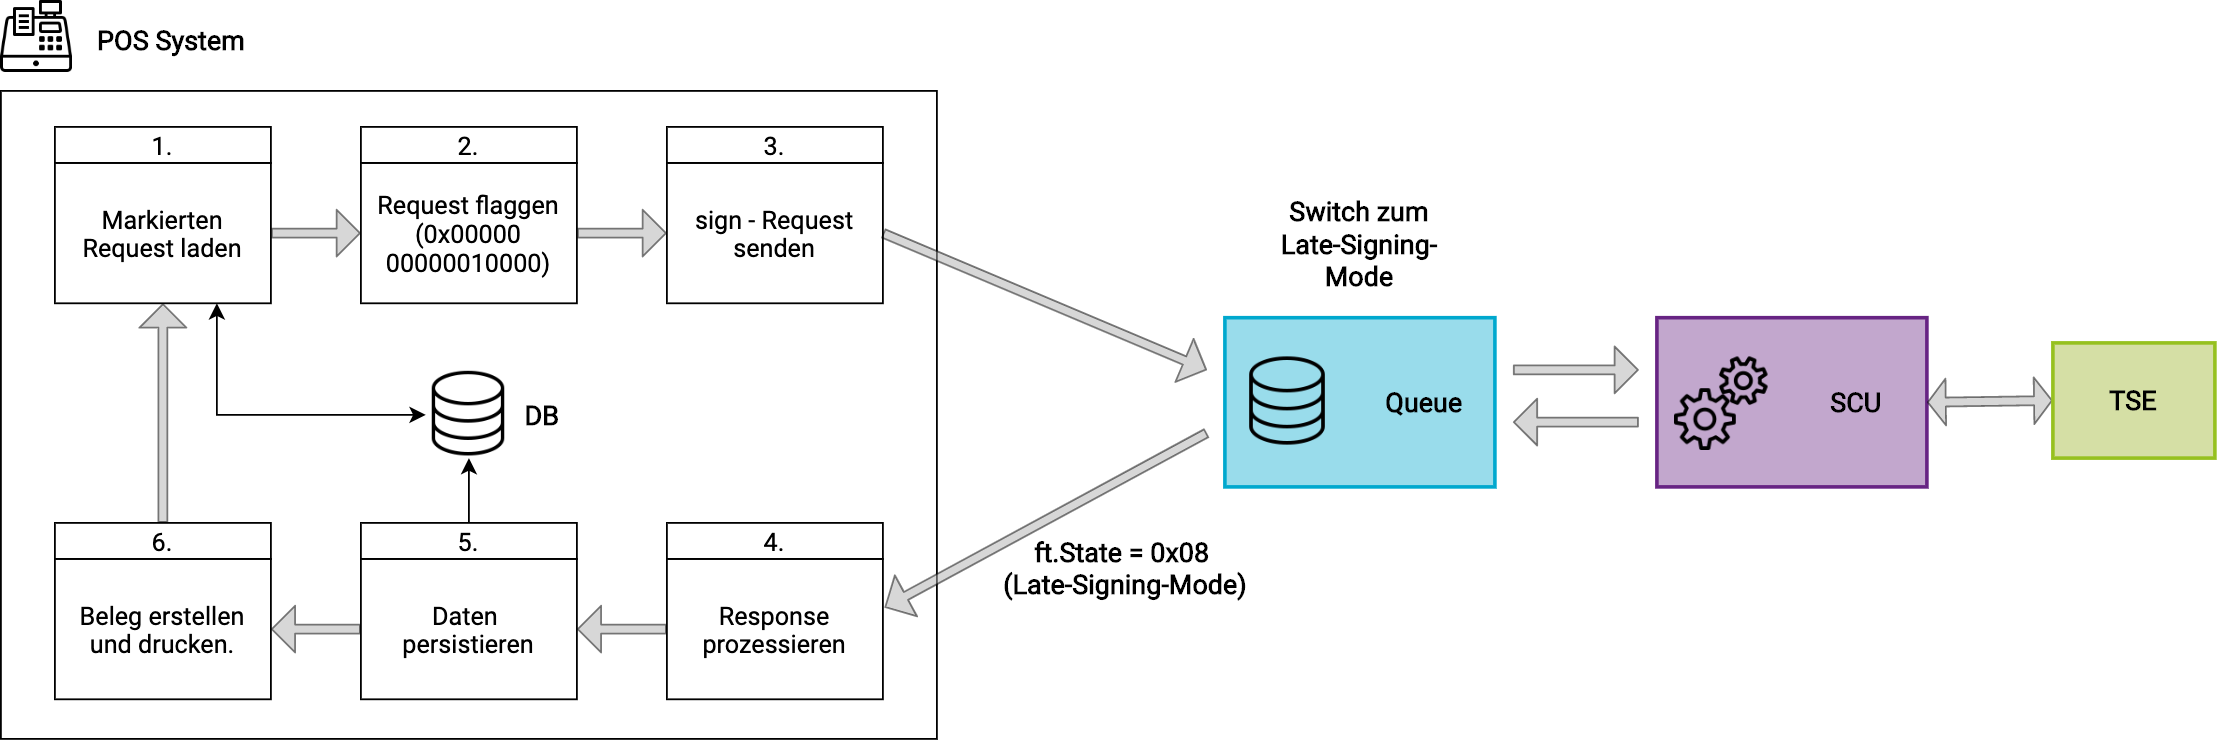 POS System
1.
Markierten
Request laden
2.
Request flaggen
(0x00000
00000010000)
3.
sign - Request
senden
Switch zum
Late-Signing-
Mode
Queue
SCU
TSE
DB
6.
Beleg erstellen
und drucken.
5.
Daten
persistieren
4.
Response
prozessieren
ft.State = 0x08
(Late-Signing-Mode)